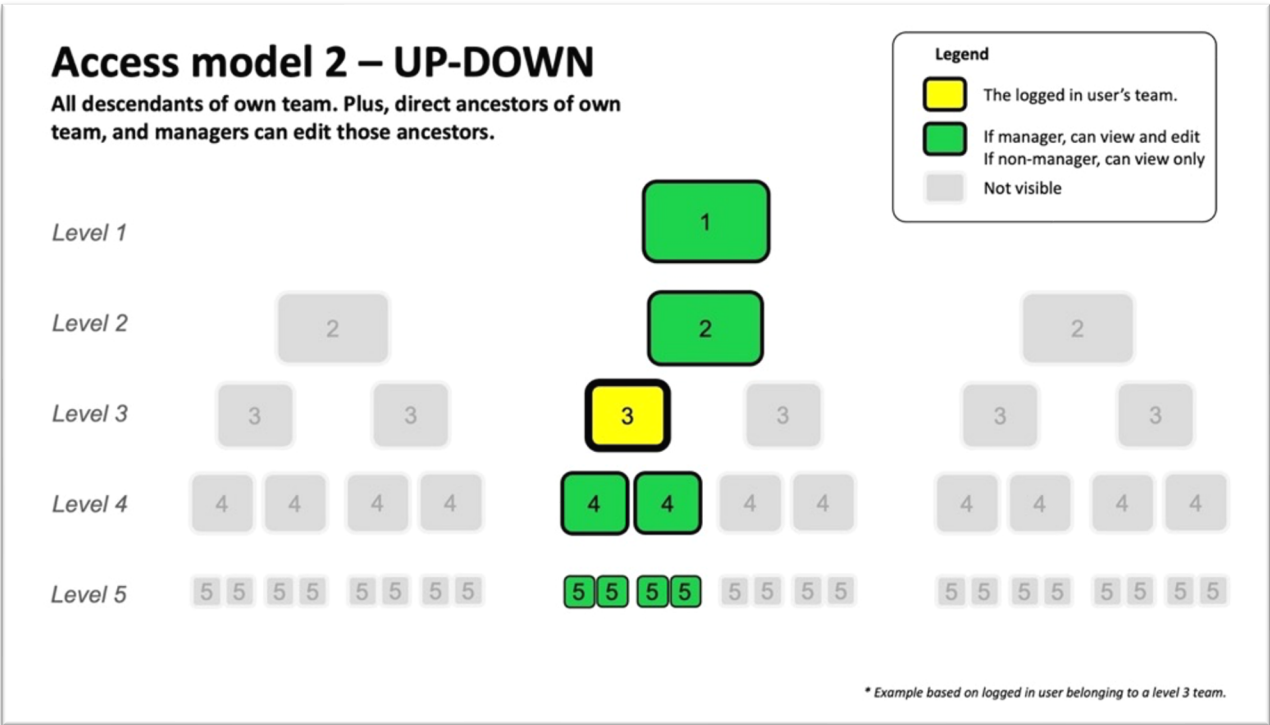 Access model 2 – UP-DOWN
All descendants of own team. Plus, direct ancestors of own
team, and managers can edit those ancestors.
Legend
The logged in user’s team.
If manager, can view and edit
If non-manager, can view only
Not visible
Level 1
1
Level 2
2 2 2
Level 3
3 3 3 3 3 3
Level 4
4 4 4 4 4 4 4 4 4 4 4 4
Level 5
5 5 5 5 5 5 5 5 5 5 5 5 5 5 5 5 5 5 5 5 5 5 5 5
* Example based on logged in user belonging to a level 3 team.